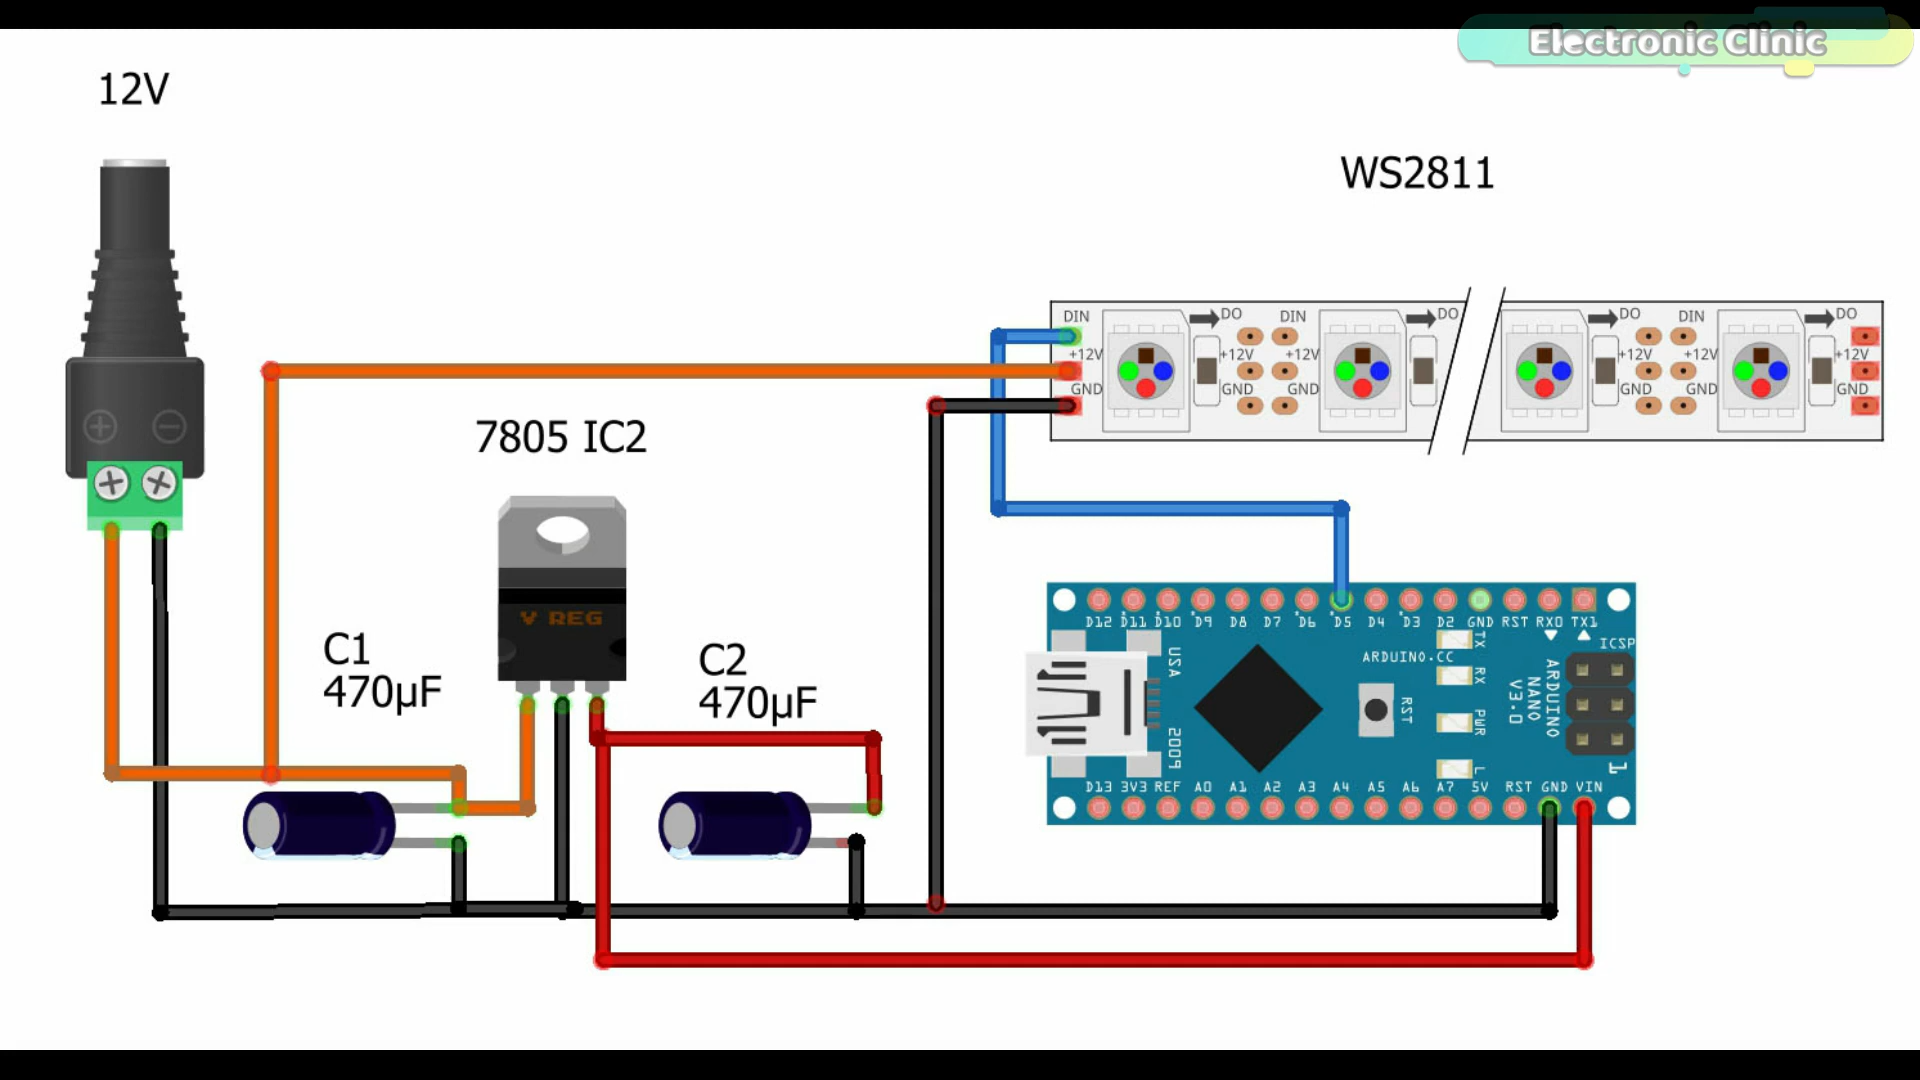 Electronic Clinic
12V
WS2811
DIN DO DIN DO DO DIN DO
+12V +12V +12V +12V +12V +12V
GND GND GND GND GND GND
7805 IC2
V REG
C1
470µF
C2
470µF
D12 D11 D10 D9 D8 D7 D6 D5 D4 D3 D2 GND RST RX0 TX1
ICSP
ARDUINO.CC
TX
RX
PWR
L
RST
USA
2009
ARDUINO
NANO
V3.0
1
D13 3V3 REF A0 A1 A2 A3 A4 A5 A6 A7 5V RST GND VIN